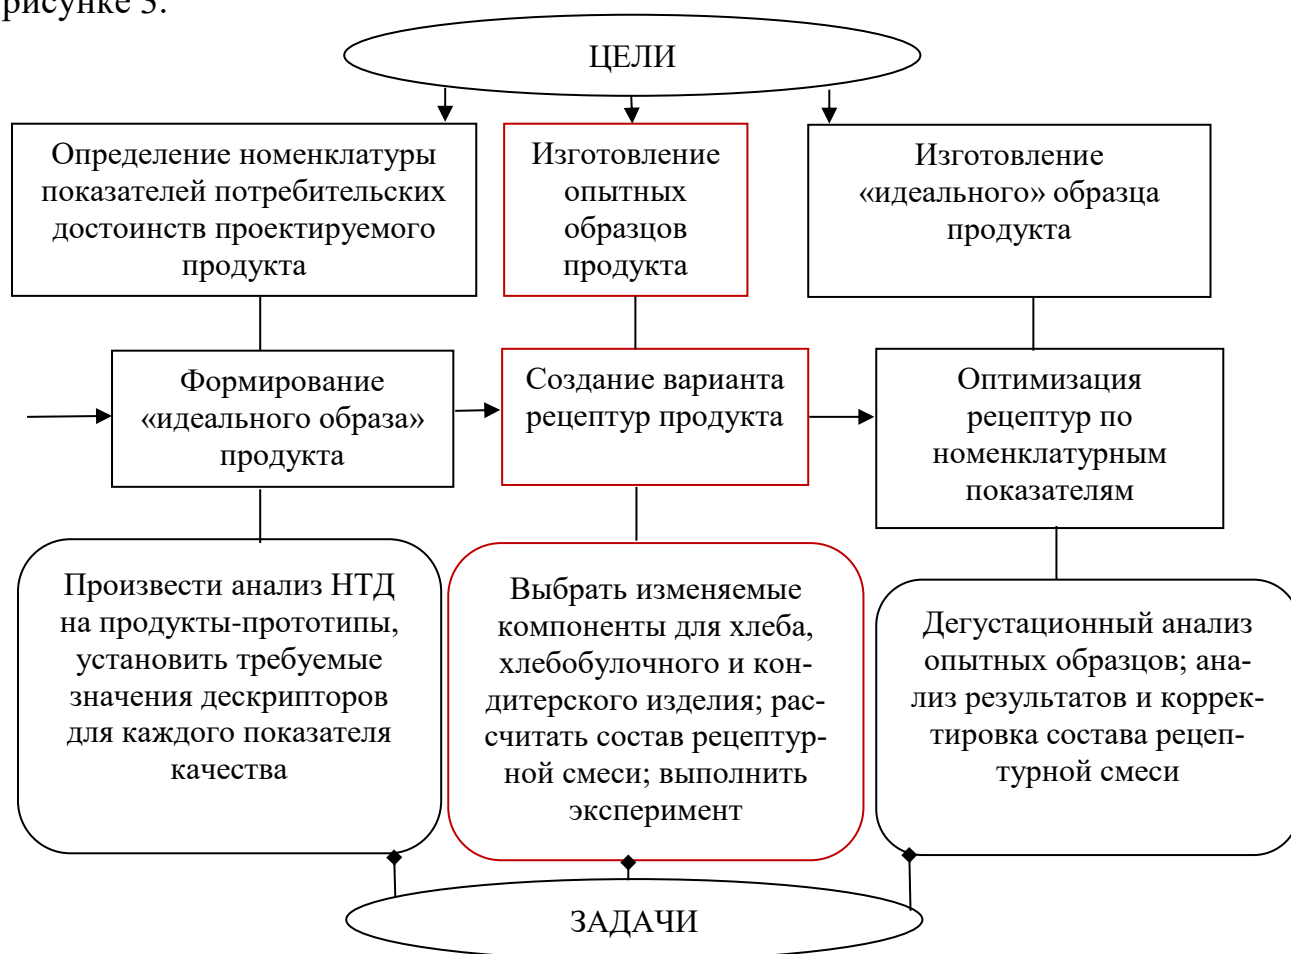 рисунке 3.
ЦЕЛИ
Определение номенклатуры
показателей потребительских
достоинств проектируемого
продукта
Изготовление
опытных
образцов
продукта
Изготовление
«идеального» образца
продукта
Формирование
«идеального образа»
продукта
Создание варианта
рецептур продукта
Оптимизация
рецептур по
номенклатурным
показателям
Произвести анализ НТД
на продукты-прототипы,
установить требуемые
значения дескрипторов
для каждого показателя
качества
Выбрать изменяемые
компоненты для хлеба,
хлебобулочного и кон-
дитерского изделия; рас-
считать состав рецептур-
ной смеси; выполнить
эксперимент
Дегустационный анализ
опытных образцов; ана-
лиз результатов и коррек-
тировка состава рецеп-
турной смеси
ЗАДАЧИ